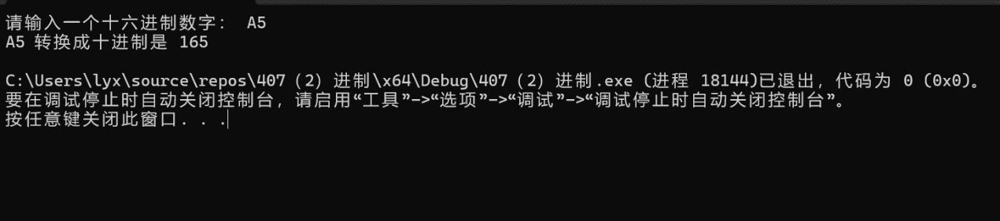 请输入一个十六进制数字： A5
A5 转换成十进制是 165
C:\Users\lyx\source\repos\407（2）进制\x64\Debug\407（2）进制.exe (进程 18144)已退出，代码为 0 (0x0)。
要在调试停止时自动关闭控制台，请启用“工具”->“选项”->“调试”->“调试停止时自动关闭控制台”。
按任意键关闭此窗口. . .